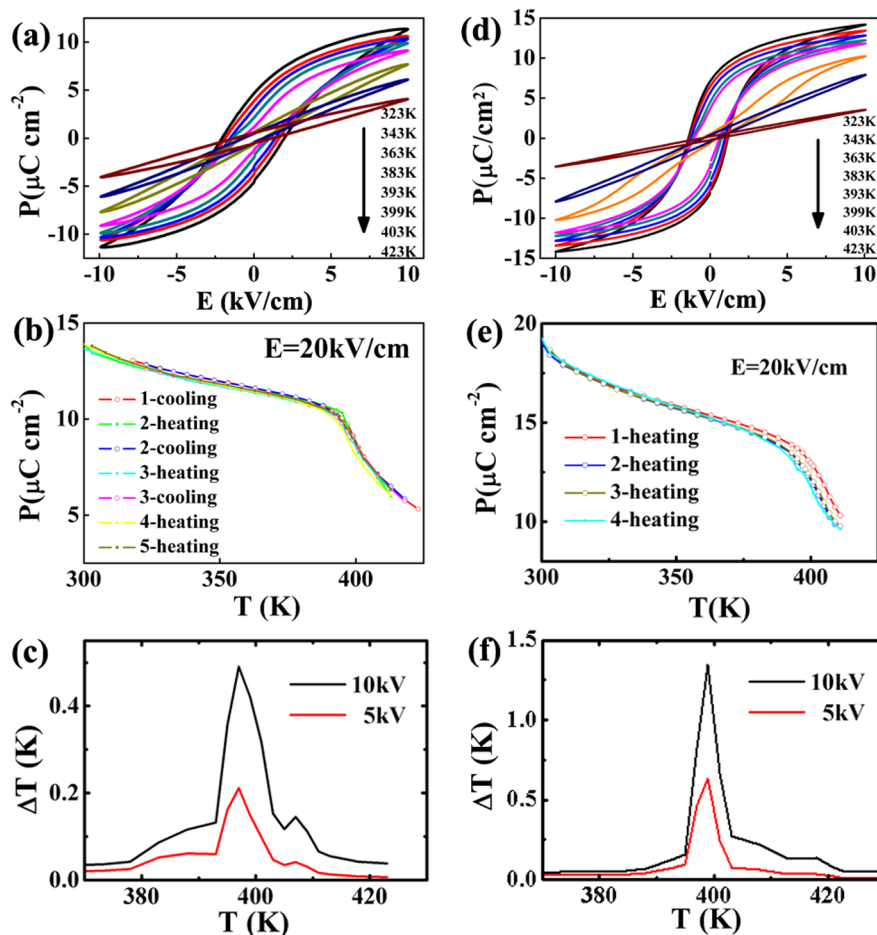 (a)
10
5
0
-5
-10
P(μC cm⁻²)
323K
343K
363K
383K
393K
399K
403K
423K
-10 -5 0 5 10
E (kV/cm)
(d)
15
10
5
0
-5
-10
-15
P(μC/cm²)
323K
343K
363K
383K
393K
399K
403K
423K
-10 -5 0 5 10
E (kV/cm)
(b)
15
10
5
P(μC cm⁻²)
E=20kV/cm
1-cooling
2-heating
2-cooling
3-heating
3-cooling
4-heating
5-heating
300 350 400
T (K)
(e)
20
15
10
P(μC cm⁻²)
E=20kV/cm
1-heating
2-heating
3-heating
4-heating
300 350 400
T(K)
(c)
0.4
0.2
0.0
ΔT (K)
10kV
5kV
380 400 420
T (K)
(f)
1.5
1.0
0.5
0.0
ΔT (K)
10kV
5kV
380 400 420
T (K)